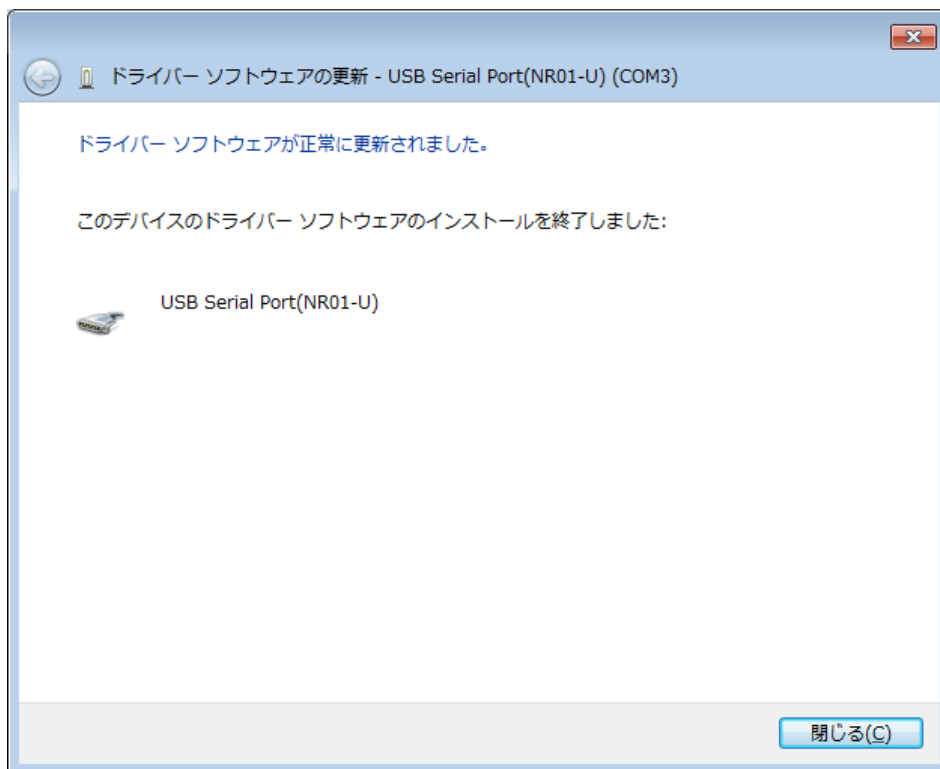 ドライバー ソフトウェアの更新 - USB Serial Port(NR01-U) (COM3)
ドライバー ソフトウェアが正常に更新されました。
このデバイスのドライバー ソフトウェアのインストールを終了しました:
USB Serial Port(NR01-U)
閉じる(C)